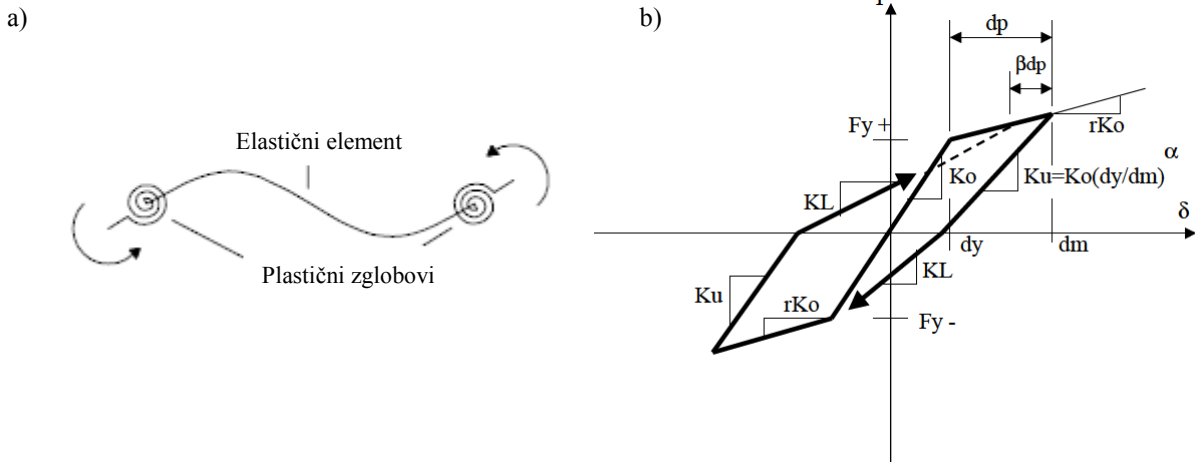 a)
Elastični element
Plastični zglobovi
b)
dp
βdp
Fy +
rKo
α
Ko
Ku=Ko(dy/dm)
KL
δ
dy
dm
KL
Ku
rKo
Fy -